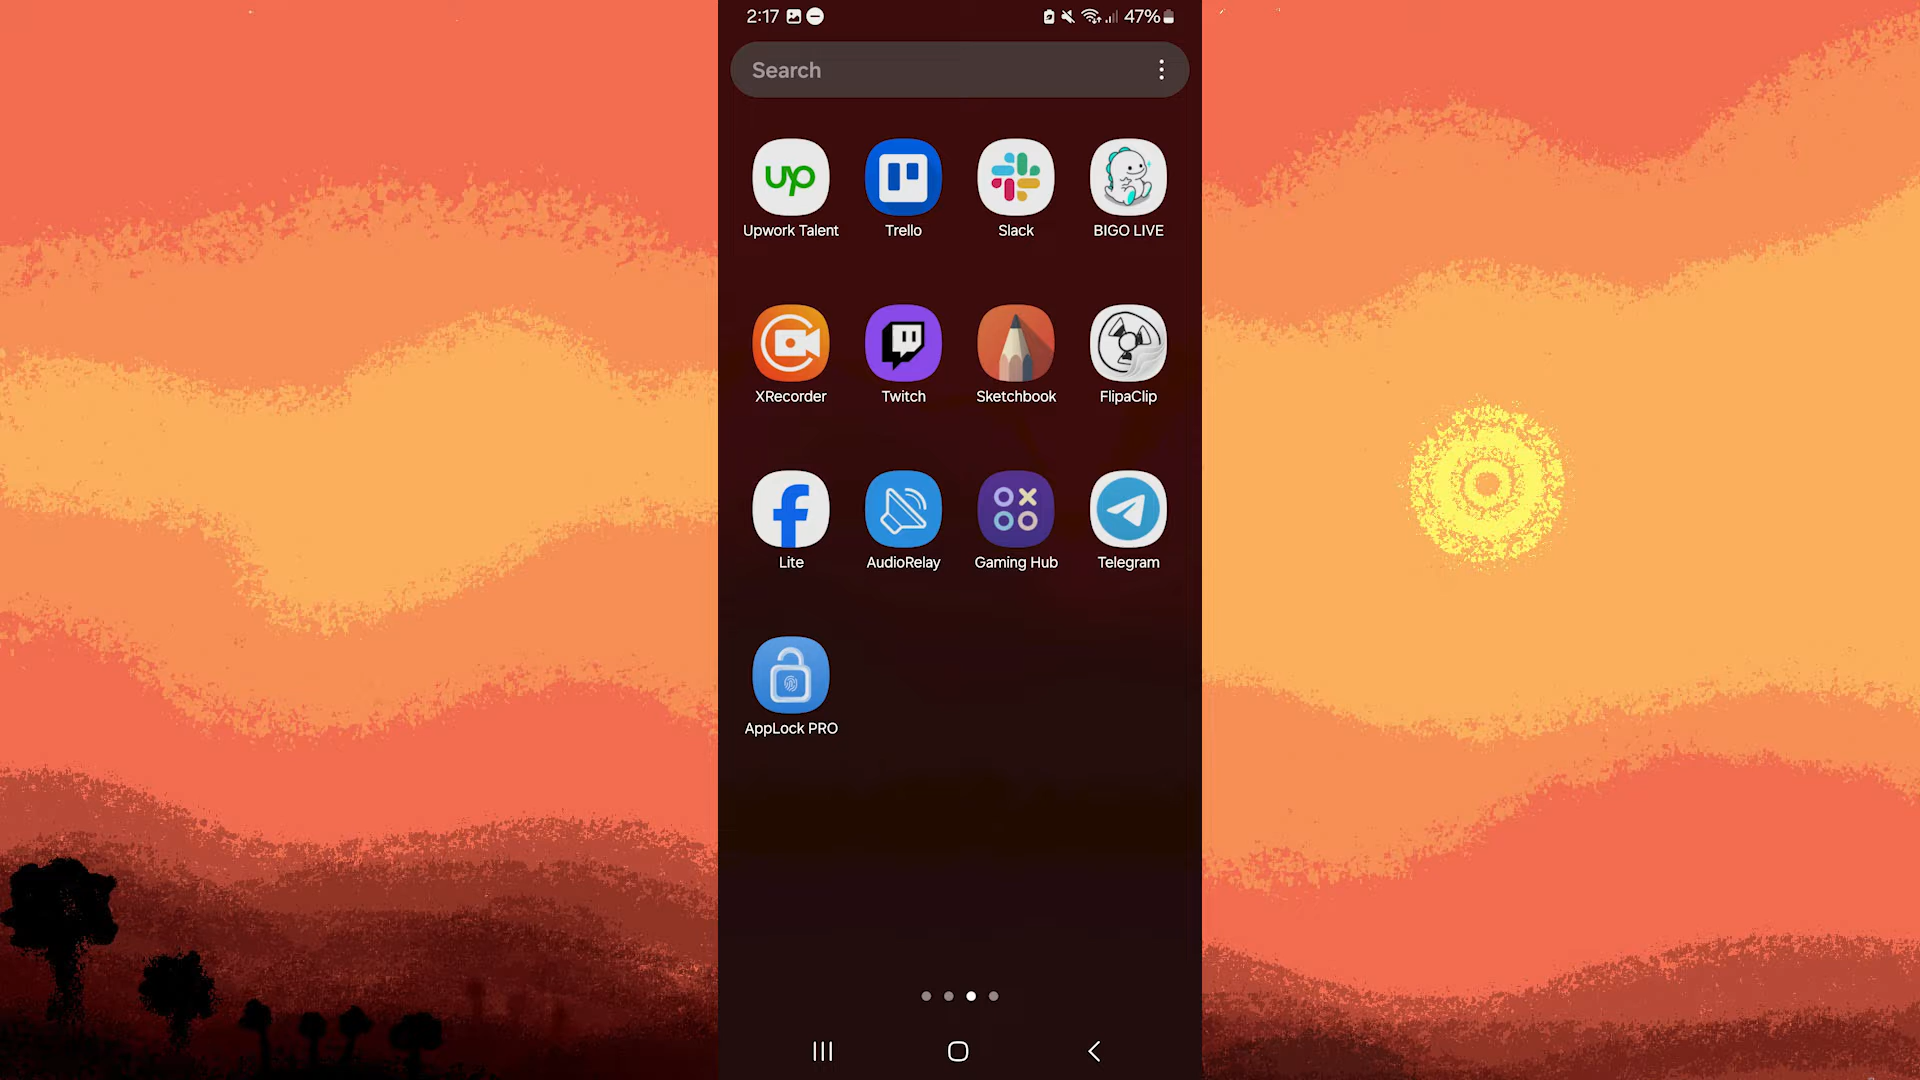 2:17
47%
Search
up
Upwork Talent
Trello
Slack
BIGO LIVE
XRecorder
Twitch
Sketchbook
FlipaClip
Lite
AudioRelay
Gaming Hub
Telegram
AppLock PRO